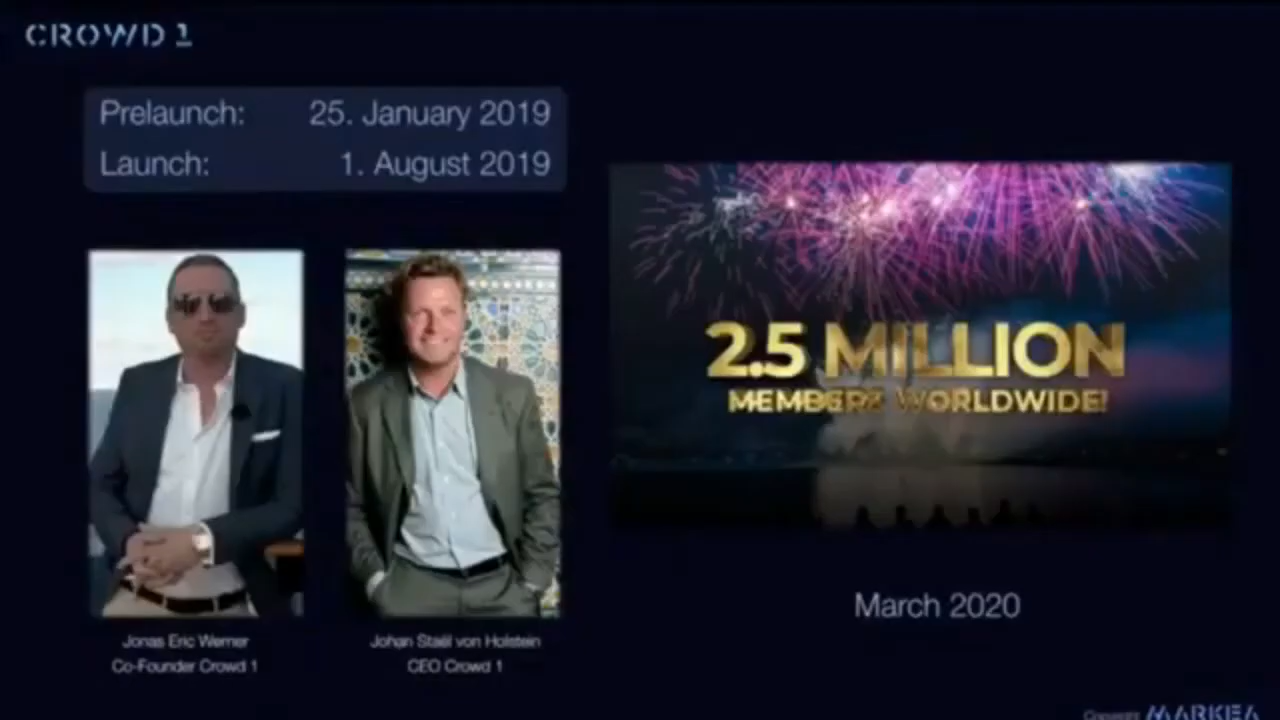 CROWD 1
Prelaunch: 25. January 2019
Launch: 1. August 2019
2.5 MILLION
MEMBERS WORLDWIDE!
Jonas Eric Werner
Co-Founder Crowd 1
Johan Staël von Holstein
CEO Crowd 1
March 2020
Copyright MARKEA